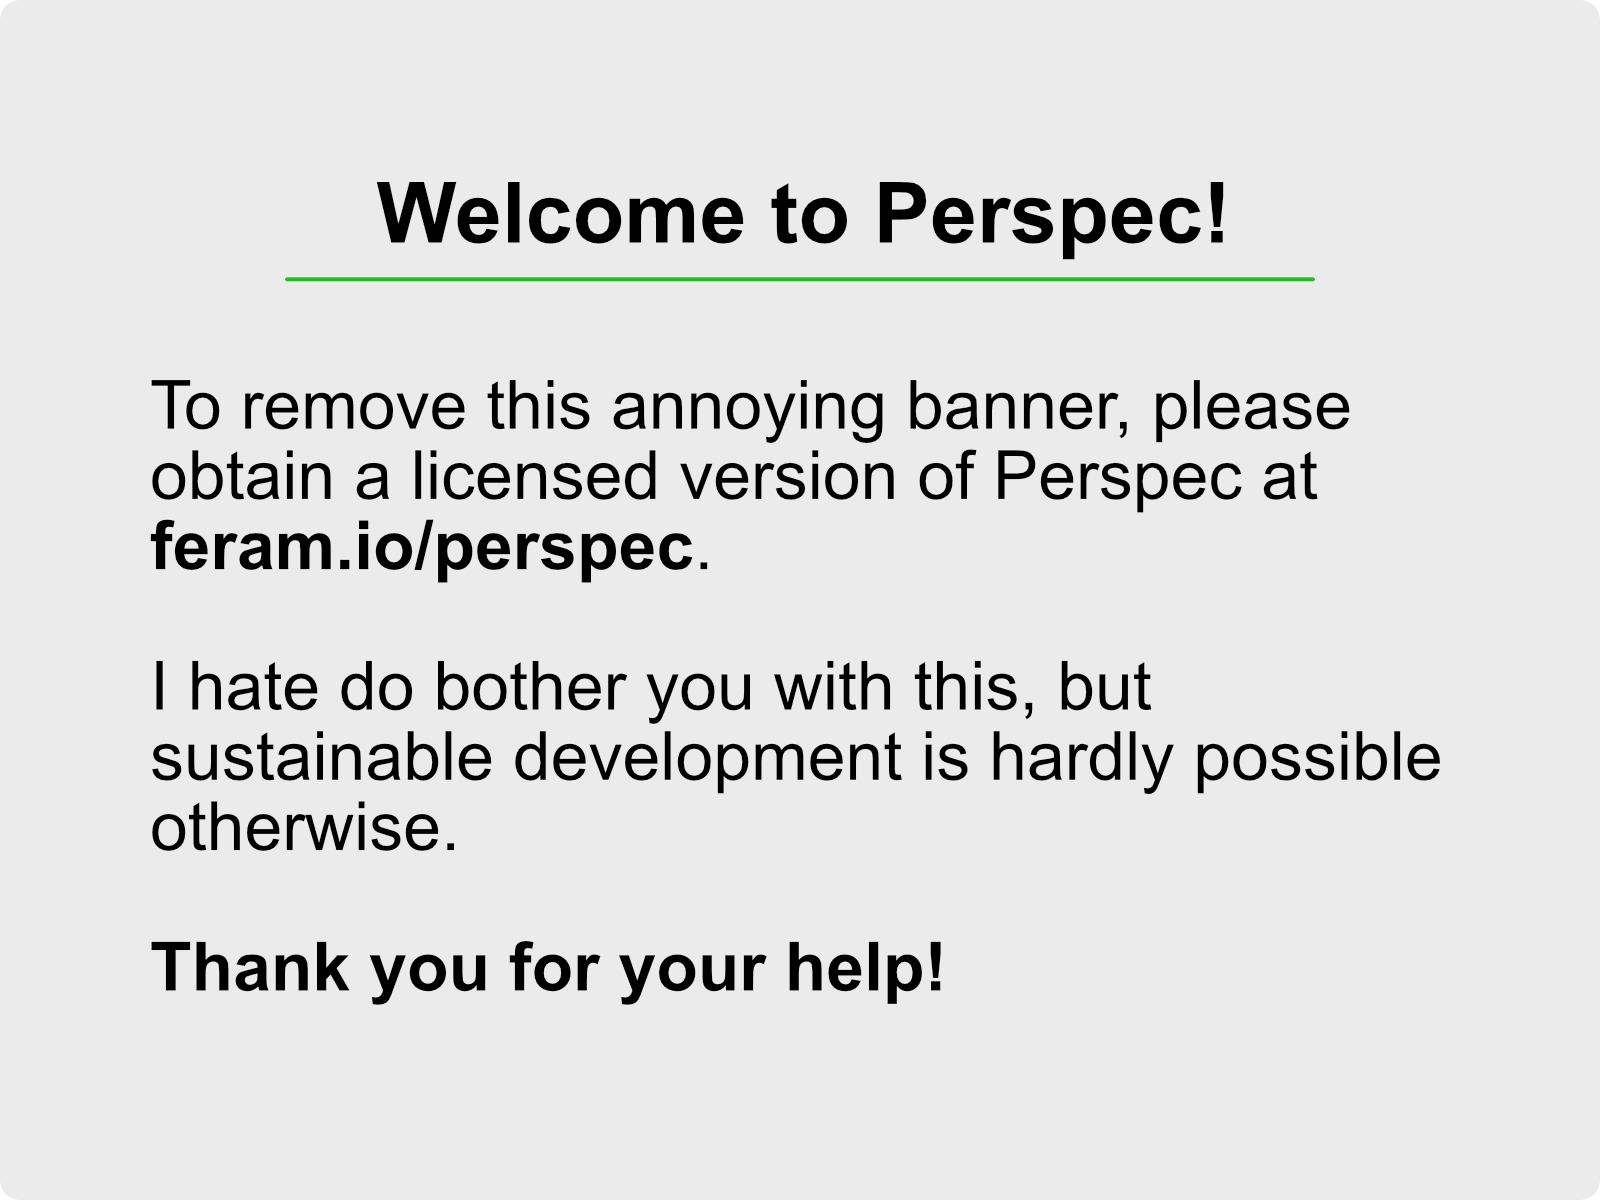 Welcome to Perspec!
To remove this annoying banner, please
obtain a licensed version of Perspec at
feram.io/perspec.
I hate do bother you with this, but
sustainable development is hardly possible
otherwise.
Thank you for your help!